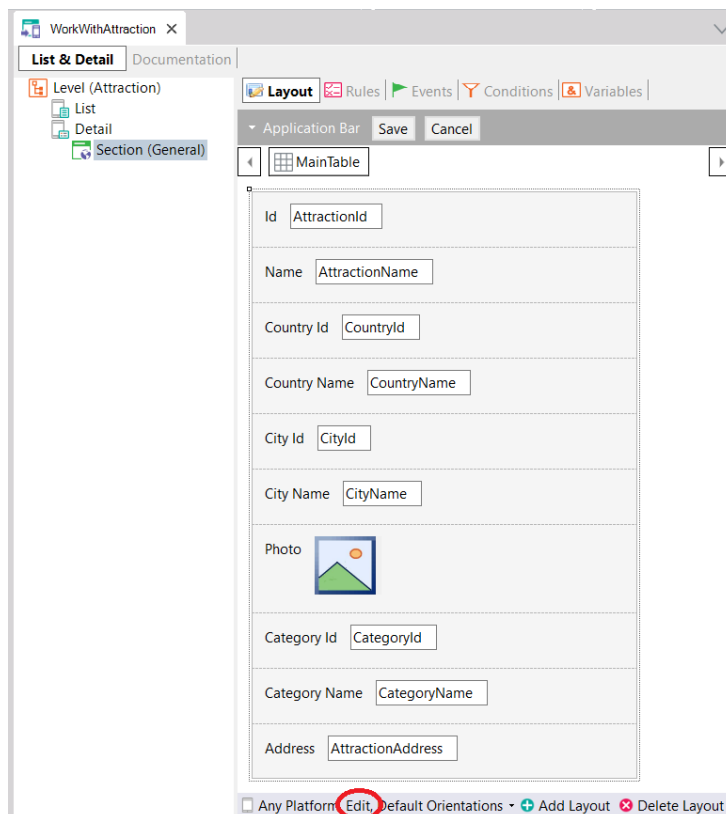 WorkWithAttraction
List & Detail Documentation
Level (Attraction)
List
Detail
Section (General)
Layout Rules Events Conditions Variables
Application Bar Save Cancel
MainTable
Id AttractionId
Name AttractionName
Country Id CountryId
Country Name CountryName
City Id CityId
City Name CityName
Photo
Category Id CategoryId
Category Name CategoryName
Address AttractionAddress
Any Platform, Edit, Default Orientations Add Layout Delete Layout